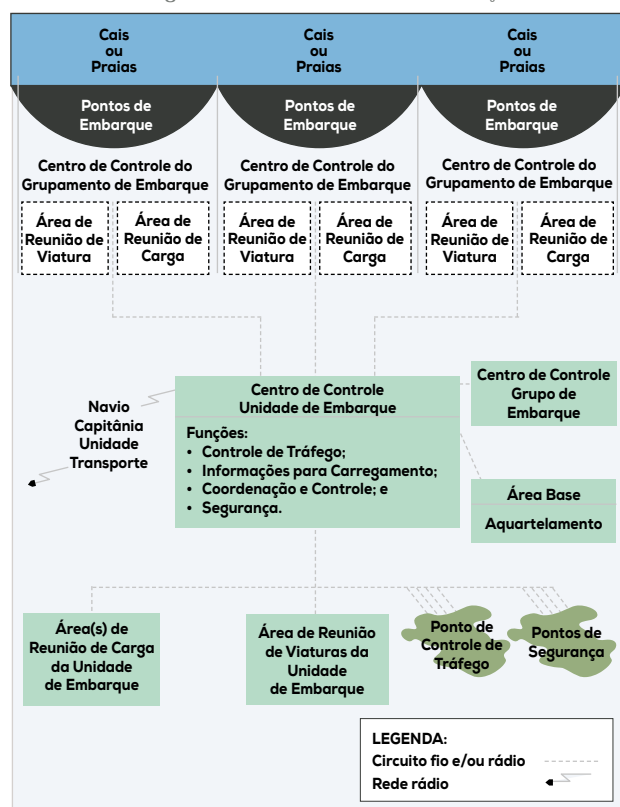 Cais
ou
Praias
Cais
ou
Praias
Cais
ou
Praias
Pontos de
Embarque
Pontos de
Embarque
Pontos de
Embarque
Centro de Controle do
Grupamento de Embarque
Centro de Controle do
Grupamento de Embarque
Centro de Controle do
Grupamento de Embarque
Área de
Reunião de
Viatura
Área de
Reunião de
Carga
Área de
Reunião de
Viatura
Área de
Reunião de
Carga
Área de
Reunião de
Viatura
Área de
Reunião de
Carga
Navio
Capitânia
Unidade
Transporte
Centro de Controle
Unidade de Embarque
Funções:
• Controle de Tráfego;
• Informações para Carregamento;
• Coordenação e Controle; e
• Segurança.
Centro de Controle
Grupo de
Embarque
Área Base
Aquartelamento
Área(s) de
Reunião de Carga
da Unidade
de Embarque
Área de Reunião
de Viaturas da
Unidade
de Embarque
Ponto de
Controle de
Tráfego
Pontos de
Segurança
LEGENDA:
Circuito fio e/ou rádio
Rede rádio